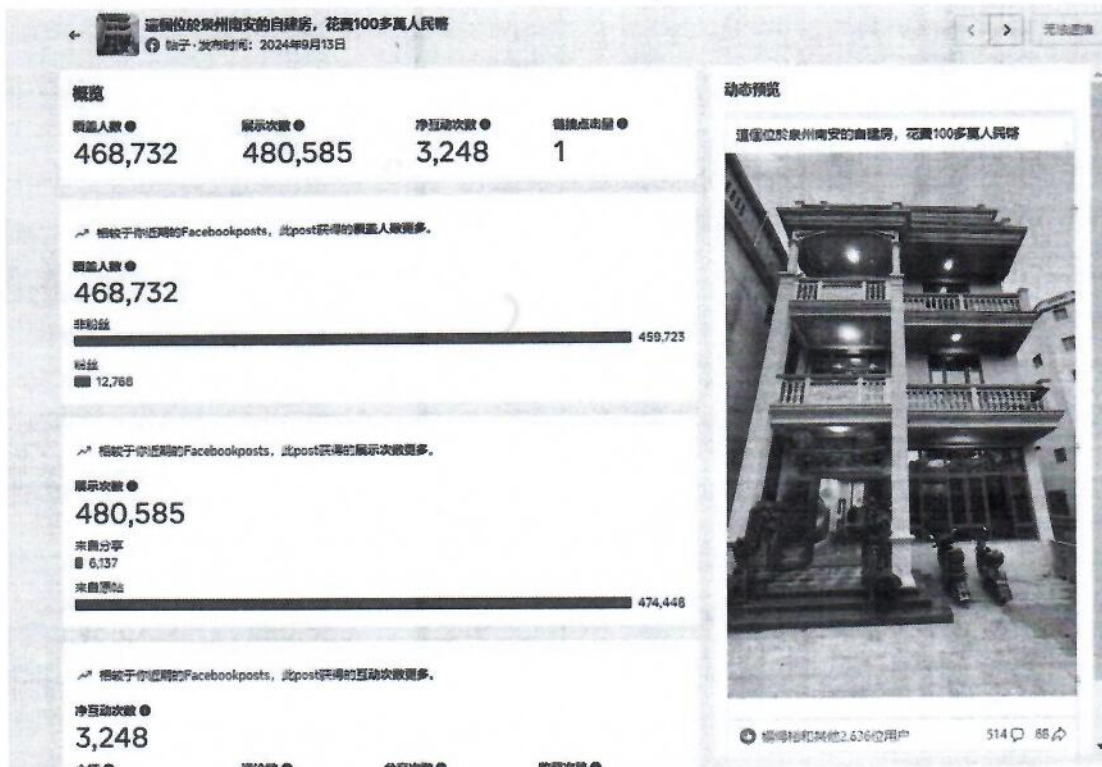 這個位於泉州南安的自建房，花費100多萬人民幣
帖子·发布时间：2024年9月13日
概览
覆盖人数
468,732
展示次数
480,585
净互动次数
3,248
链接点击量
1
相较于你近期的Facebookposts，此post获得的覆盖人数更多。
覆盖人数
468,732
非粉丝
459,723
粉丝
12,768
相较于你近期的Facebookposts，此post获得的展示次数更多。
展示次数
480,585
来自分享
6,137
来自原帖
474,448
相较于你近期的Facebookposts，此post获得的互动次数更多。
净互动次数
3,248
动态预览
這個位於泉州南安的自建房，花費100多萬人民幣
和其他2,636位用户
514
88